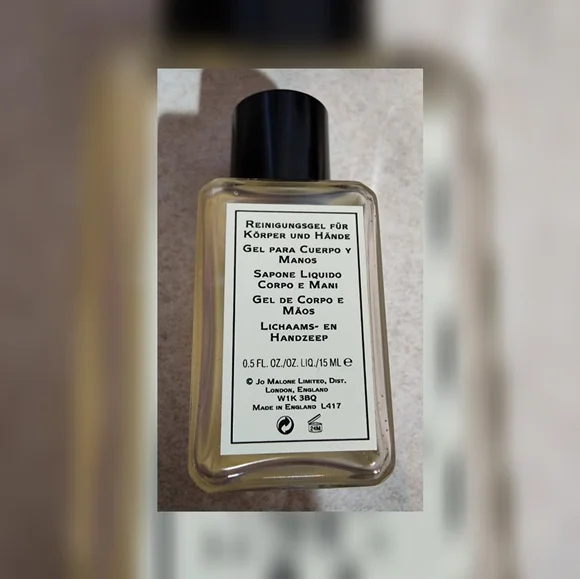 REINIGUNGSGEL FÜR
KÖRPER UND HÄNDE
GEL PARA CUERPO Y
MANOS
SAPONE LIQUIDO
CORPO E MANI
GEL DE CORPO E
MÃOS
LICHAAMS- EN
HANDZEEP
0.5 FL. OZ./OZ. LIQ./15 ML ℮
© JO MALONE LIMITED, DIST.
LONDON, ENGLAND
W1K 3BQ
MADE IN ENGLAND L417
24M